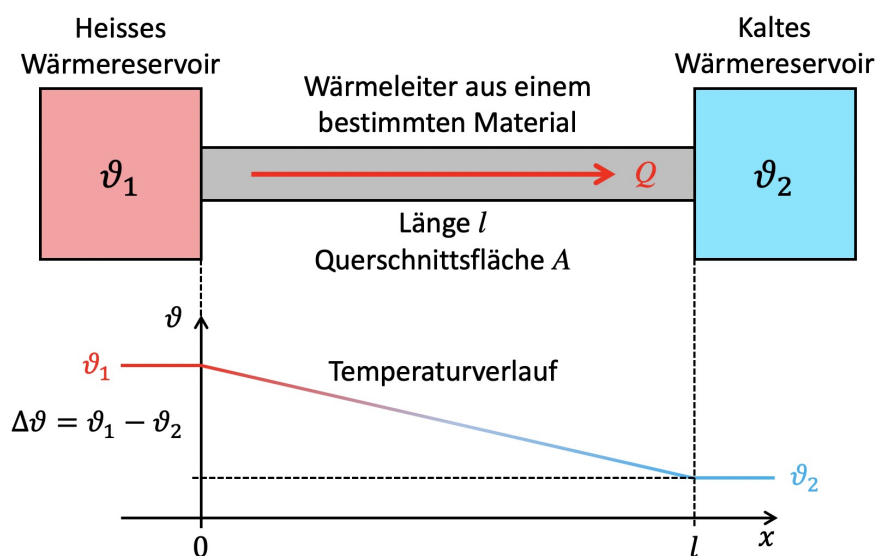 Heisses
Wärmereservoir
Kaltes
Wärmereservoir
Wärmeleiter aus einem
bestimmten Material
𝜗₁
Q
𝜗₂
Länge l
Querschnittsfläche A
𝜗
𝜗₁
Temperaturverlauf
Δ𝜗 = 𝜗₁ − 𝜗₂
𝜗₂
0
l
x